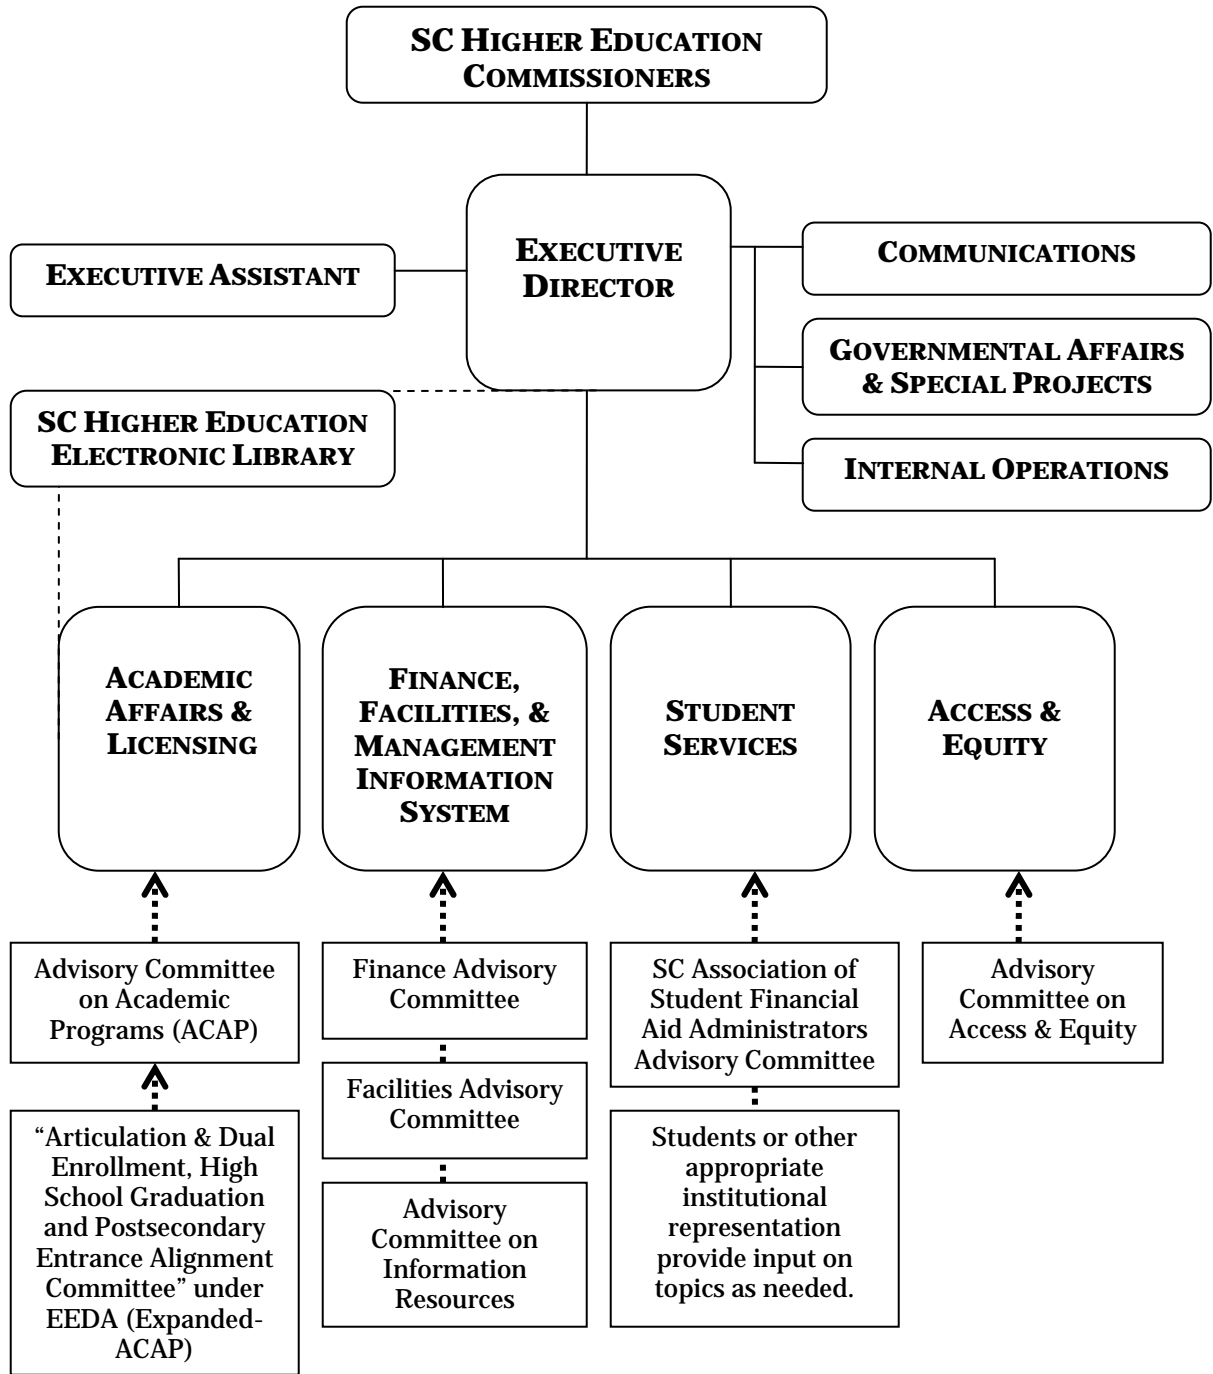 SC HIGHER EDUCATION
COMMISSIONERS
EXECUTIVE
DIRECTOR
EXECUTIVE ASSISTANT
COMMUNICATIONS
GOVERNMENTAL AFFAIRS
& SPECIAL PROJECTS
INTERNAL OPERATIONS
SC HIGHER EDUCATION
ELECTRONIC LIBRARY
ACADEMIC
AFFAIRS &
LICENSING
FINANCE,
FACILITIES, &
MANAGEMENT
INFORMATION
SYSTEM
STUDENT
SERVICES
ACCESS &
EQUITY
Advisory Committee
on Academic
Programs (ACAP)
“Articulation & Dual
Enrollment, High
School Graduation
and Postsecondary
Entrance Alignment
Committee” under
EEDA (Expanded-
ACAP)
Finance Advisory
Committee
Facilities Advisory
Committee
Advisory
Committee on
Information
Resources
SC Association of
Student Financial
Aid Administrators
Advisory Committee
Students or other
appropriate
institutional
representation
provide input on
topics as needed.
Advisory
Committee on
Access & Equity